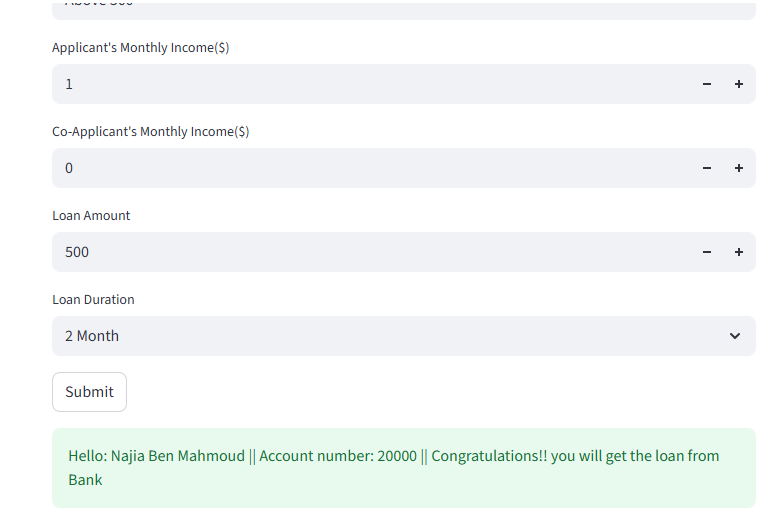 Applicant's Monthly Income($)
1
Co-Applicant's Monthly Income($)
0
Loan Amount
500
Loan Duration
2 Month
Submit
Hello: Najia Ben Mahmoud || Account number: 20000 || Congratulations!! you will get the loan from
Bank